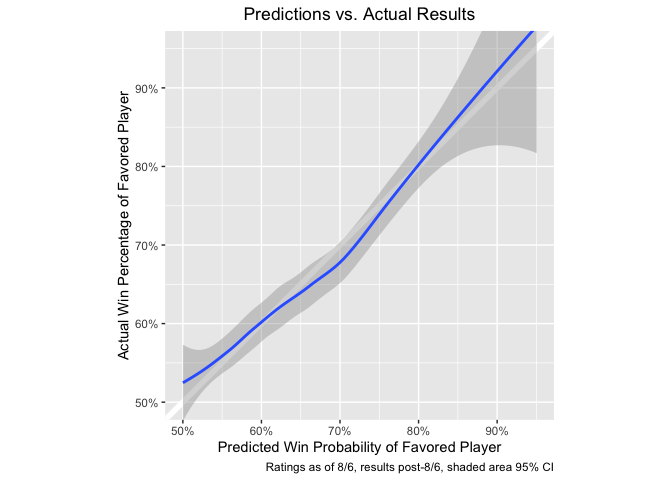 Predictions vs. Actual Results
Actual Win Percentage of Favored Player
90%
80%
70%
60%
50%
50% 60% 70% 80% 90%
Predicted Win Probability of Favored Player
Ratings as of 8/6, results post-8/6, shaded area 95% CI